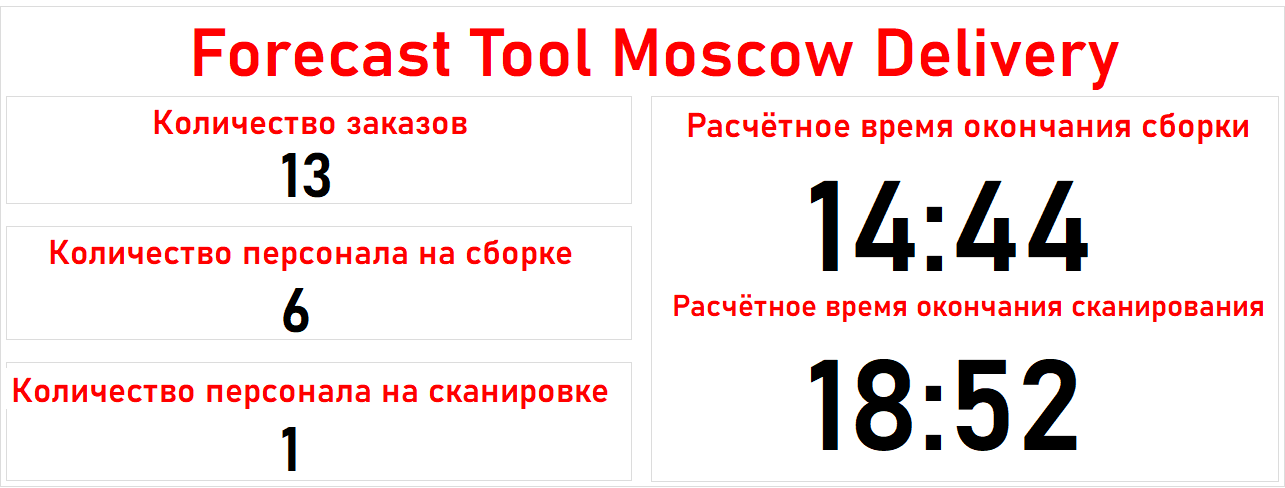 Forecast Tool Moscow Delivery
Количество заказов
13
Количество персонала на сборке
6
Количество персонала на сканировке
1
Расчётное время окончания сборки
14:44
Расчётное время окончания сканирования
18:52